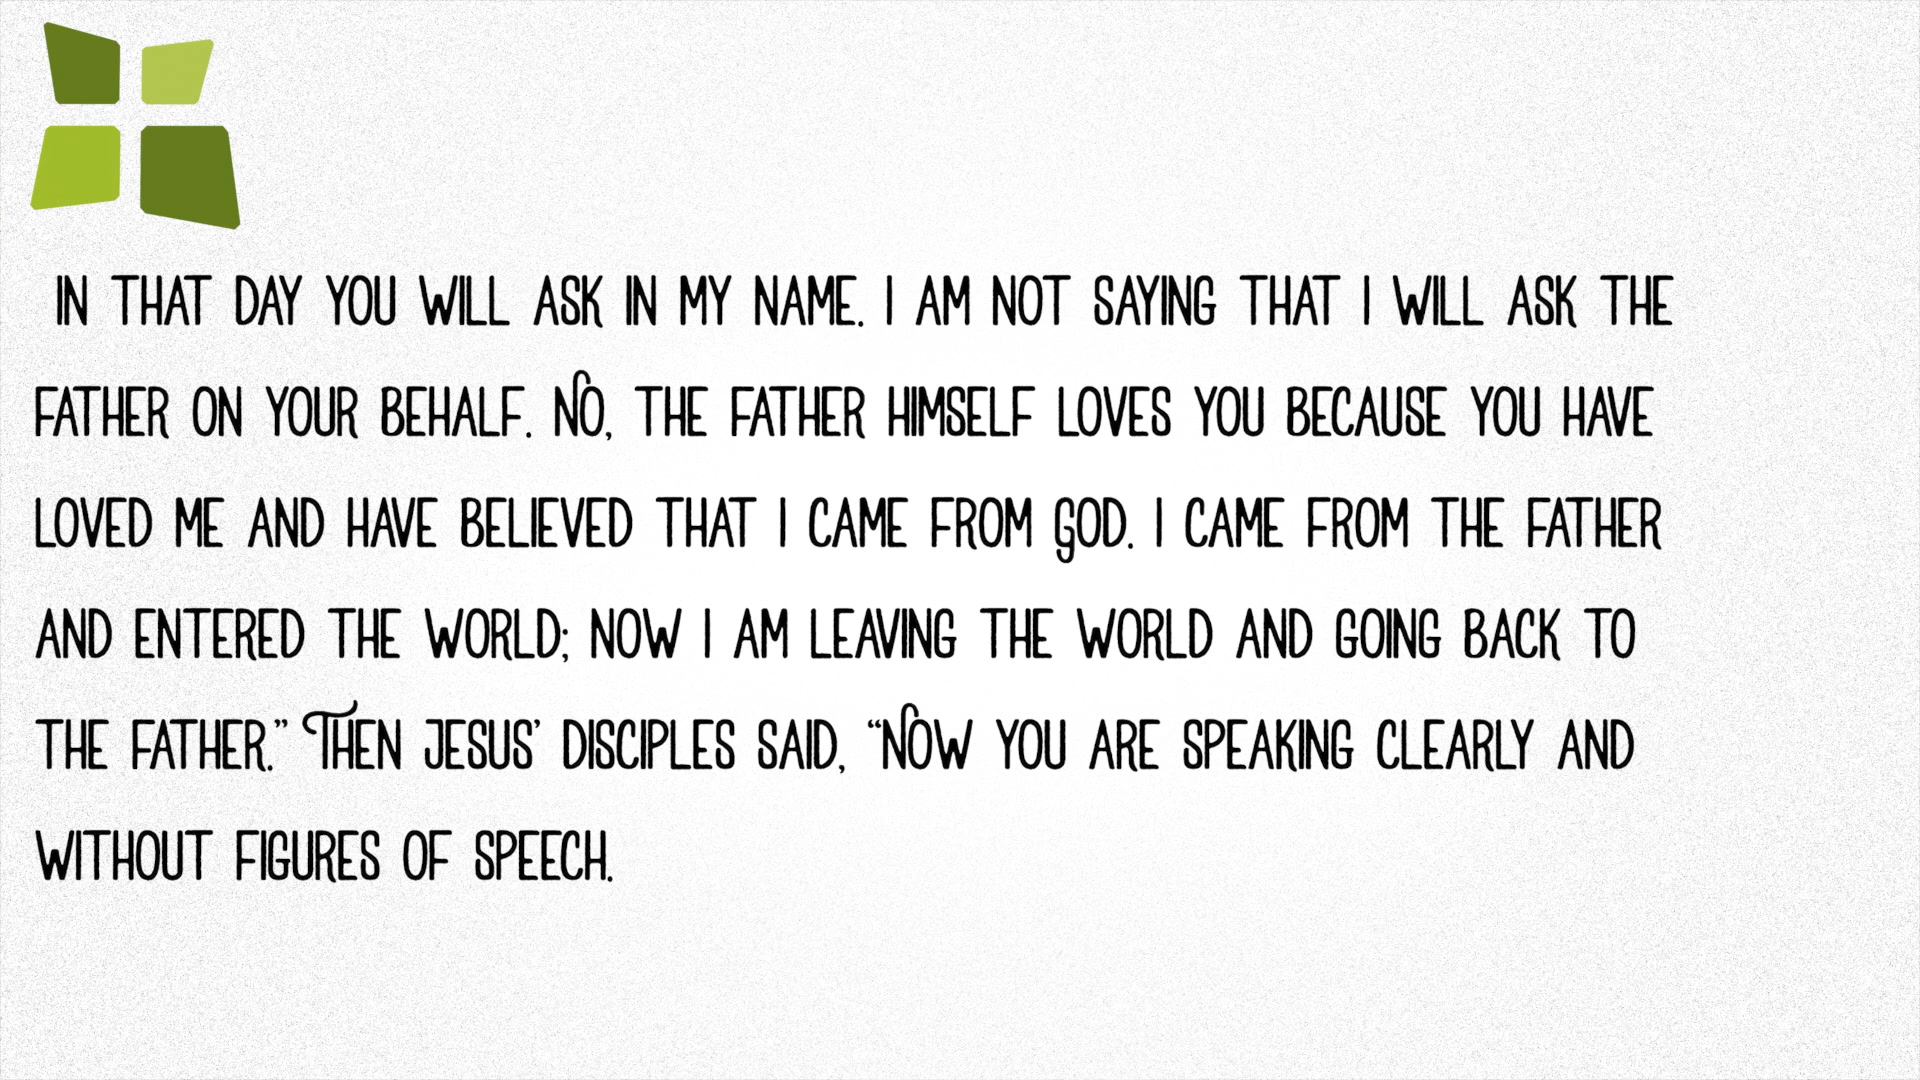 IN THAT DAY YOU WILL ASK IN MY NAME. I AM NOT SAYING THAT I WILL ASK THE
FATHER ON YOUR BEHALF. NO, THE FATHER HIMSELF LOVES YOU BECAUSE YOU HAVE
LOVED ME AND HAVE BELIEVED THAT I CAME FROM GOD. I CAME FROM THE FATHER
AND ENTERED THE WORLD; NOW I AM LEAVING THE WORLD AND GOING BACK TO
THE FATHER.” THEN JESUS’ DISCIPLES SAID, “NOW YOU ARE SPEAKING CLEARLY AND
WITHOUT FIGURES OF SPEECH.